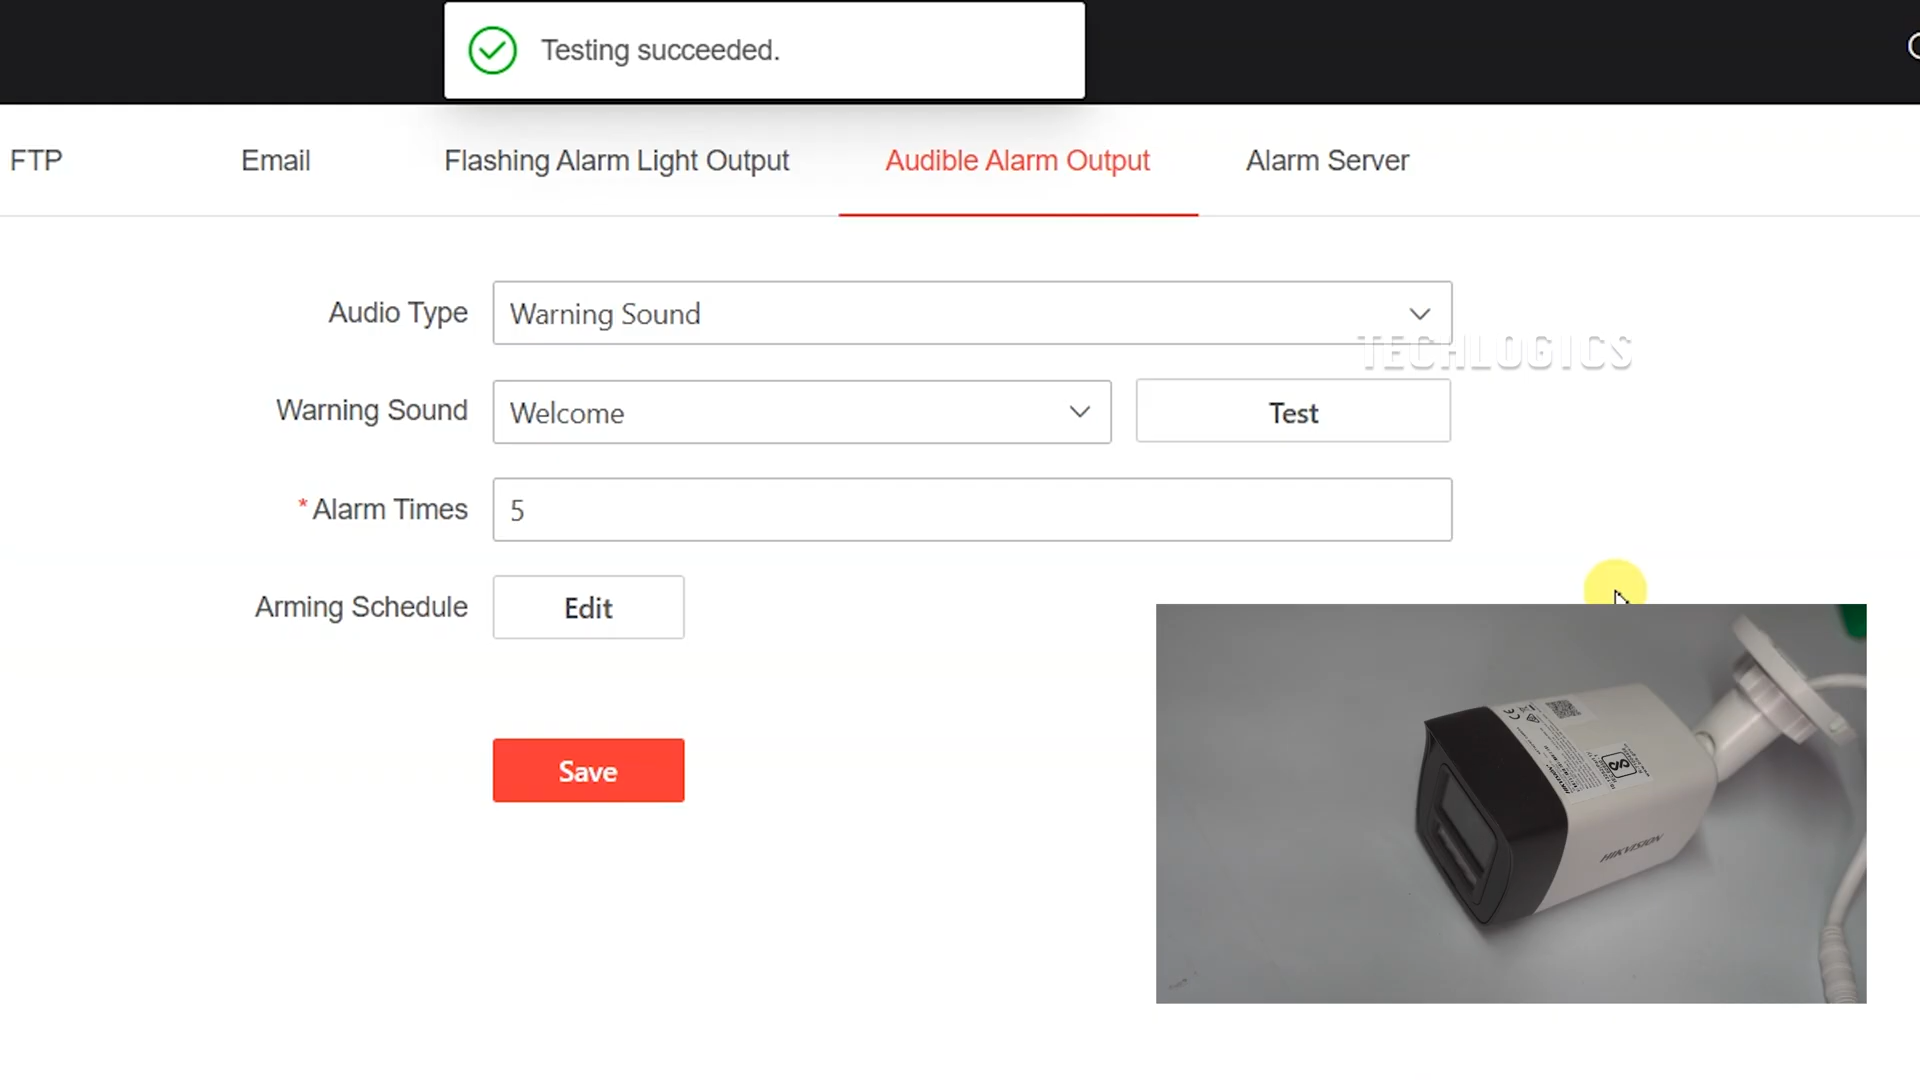 Testing succeeded.
FTP
Email
Flashing Alarm Light Output
Audible Alarm Output
Alarm Server
Audio Type
Warning Sound
TECHLOGICS
Warning Sound
Welcome
Test
* Alarm Times
5
Arming Schedule
Edit
Save
HIKVISION